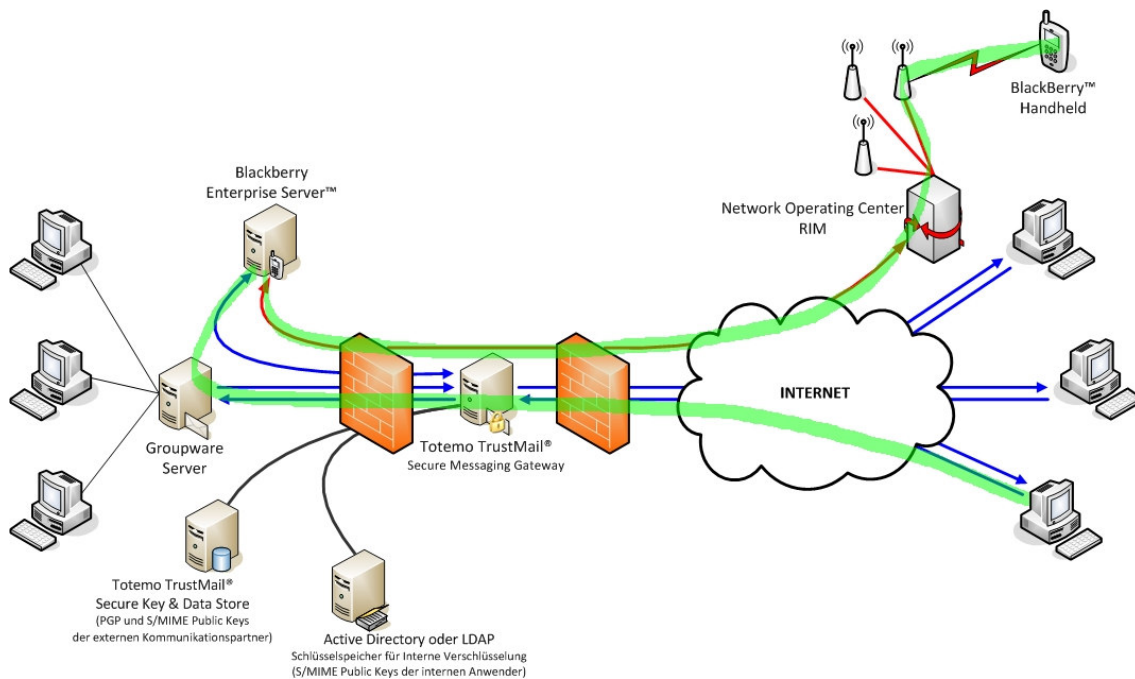 BlackBerry™
Handheld
Blackberry
Enterprise Server™
Network Operating Center
RIM
INTERNET
Groupware
Server
Totemo TrustMail®
Secure Messaging Gateway
Totemo TrustMail®
Secure Key & Data Store
(PGP und S/MIME Public Keys
der externen Kommunikationspartner)
Active Directory oder LDAP
Schlüsselspeicher für Interne Verschlüsselung
(S/MIME Public Keys der internen Anwender)